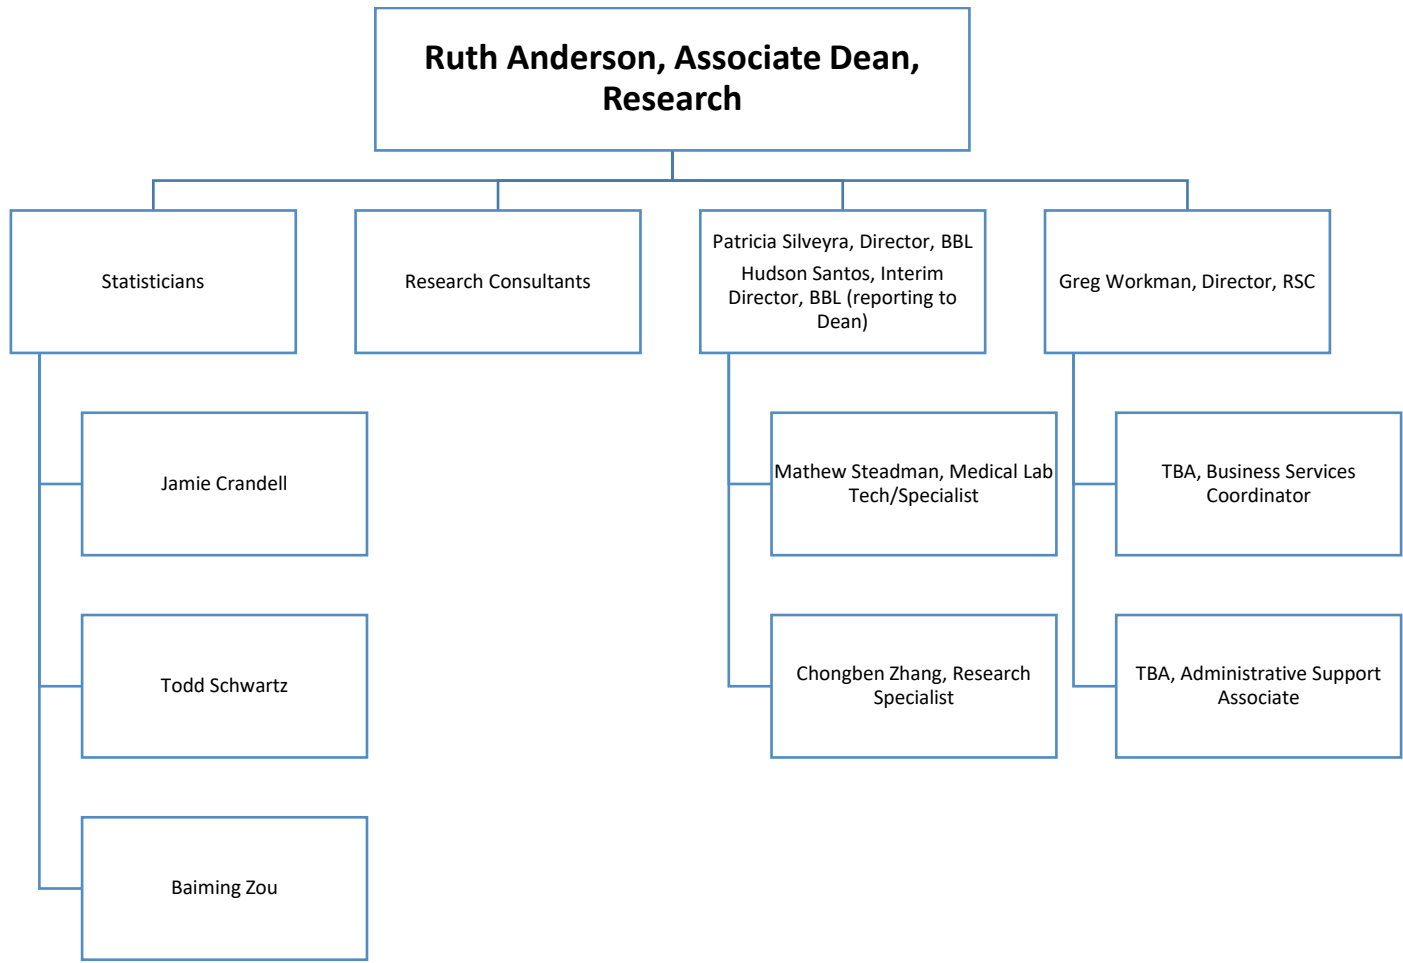 Ruth Anderson, Associate Dean,
Research
Statisticians
Research Consultants
Patricia Silveyra, Director, BBL
Hudson Santos, Interim
Director, BBL (reporting to
Dean)
Greg Workman, Director, RSC
Jamie Crandell
Mathew Steadman, Medical Lab
Tech/Specialist
TBA, Business Services
Coordinator
Todd Schwartz
Chongben Zhang, Research
Specialist
TBA, Administrative Support
Associate
Baiming Zou